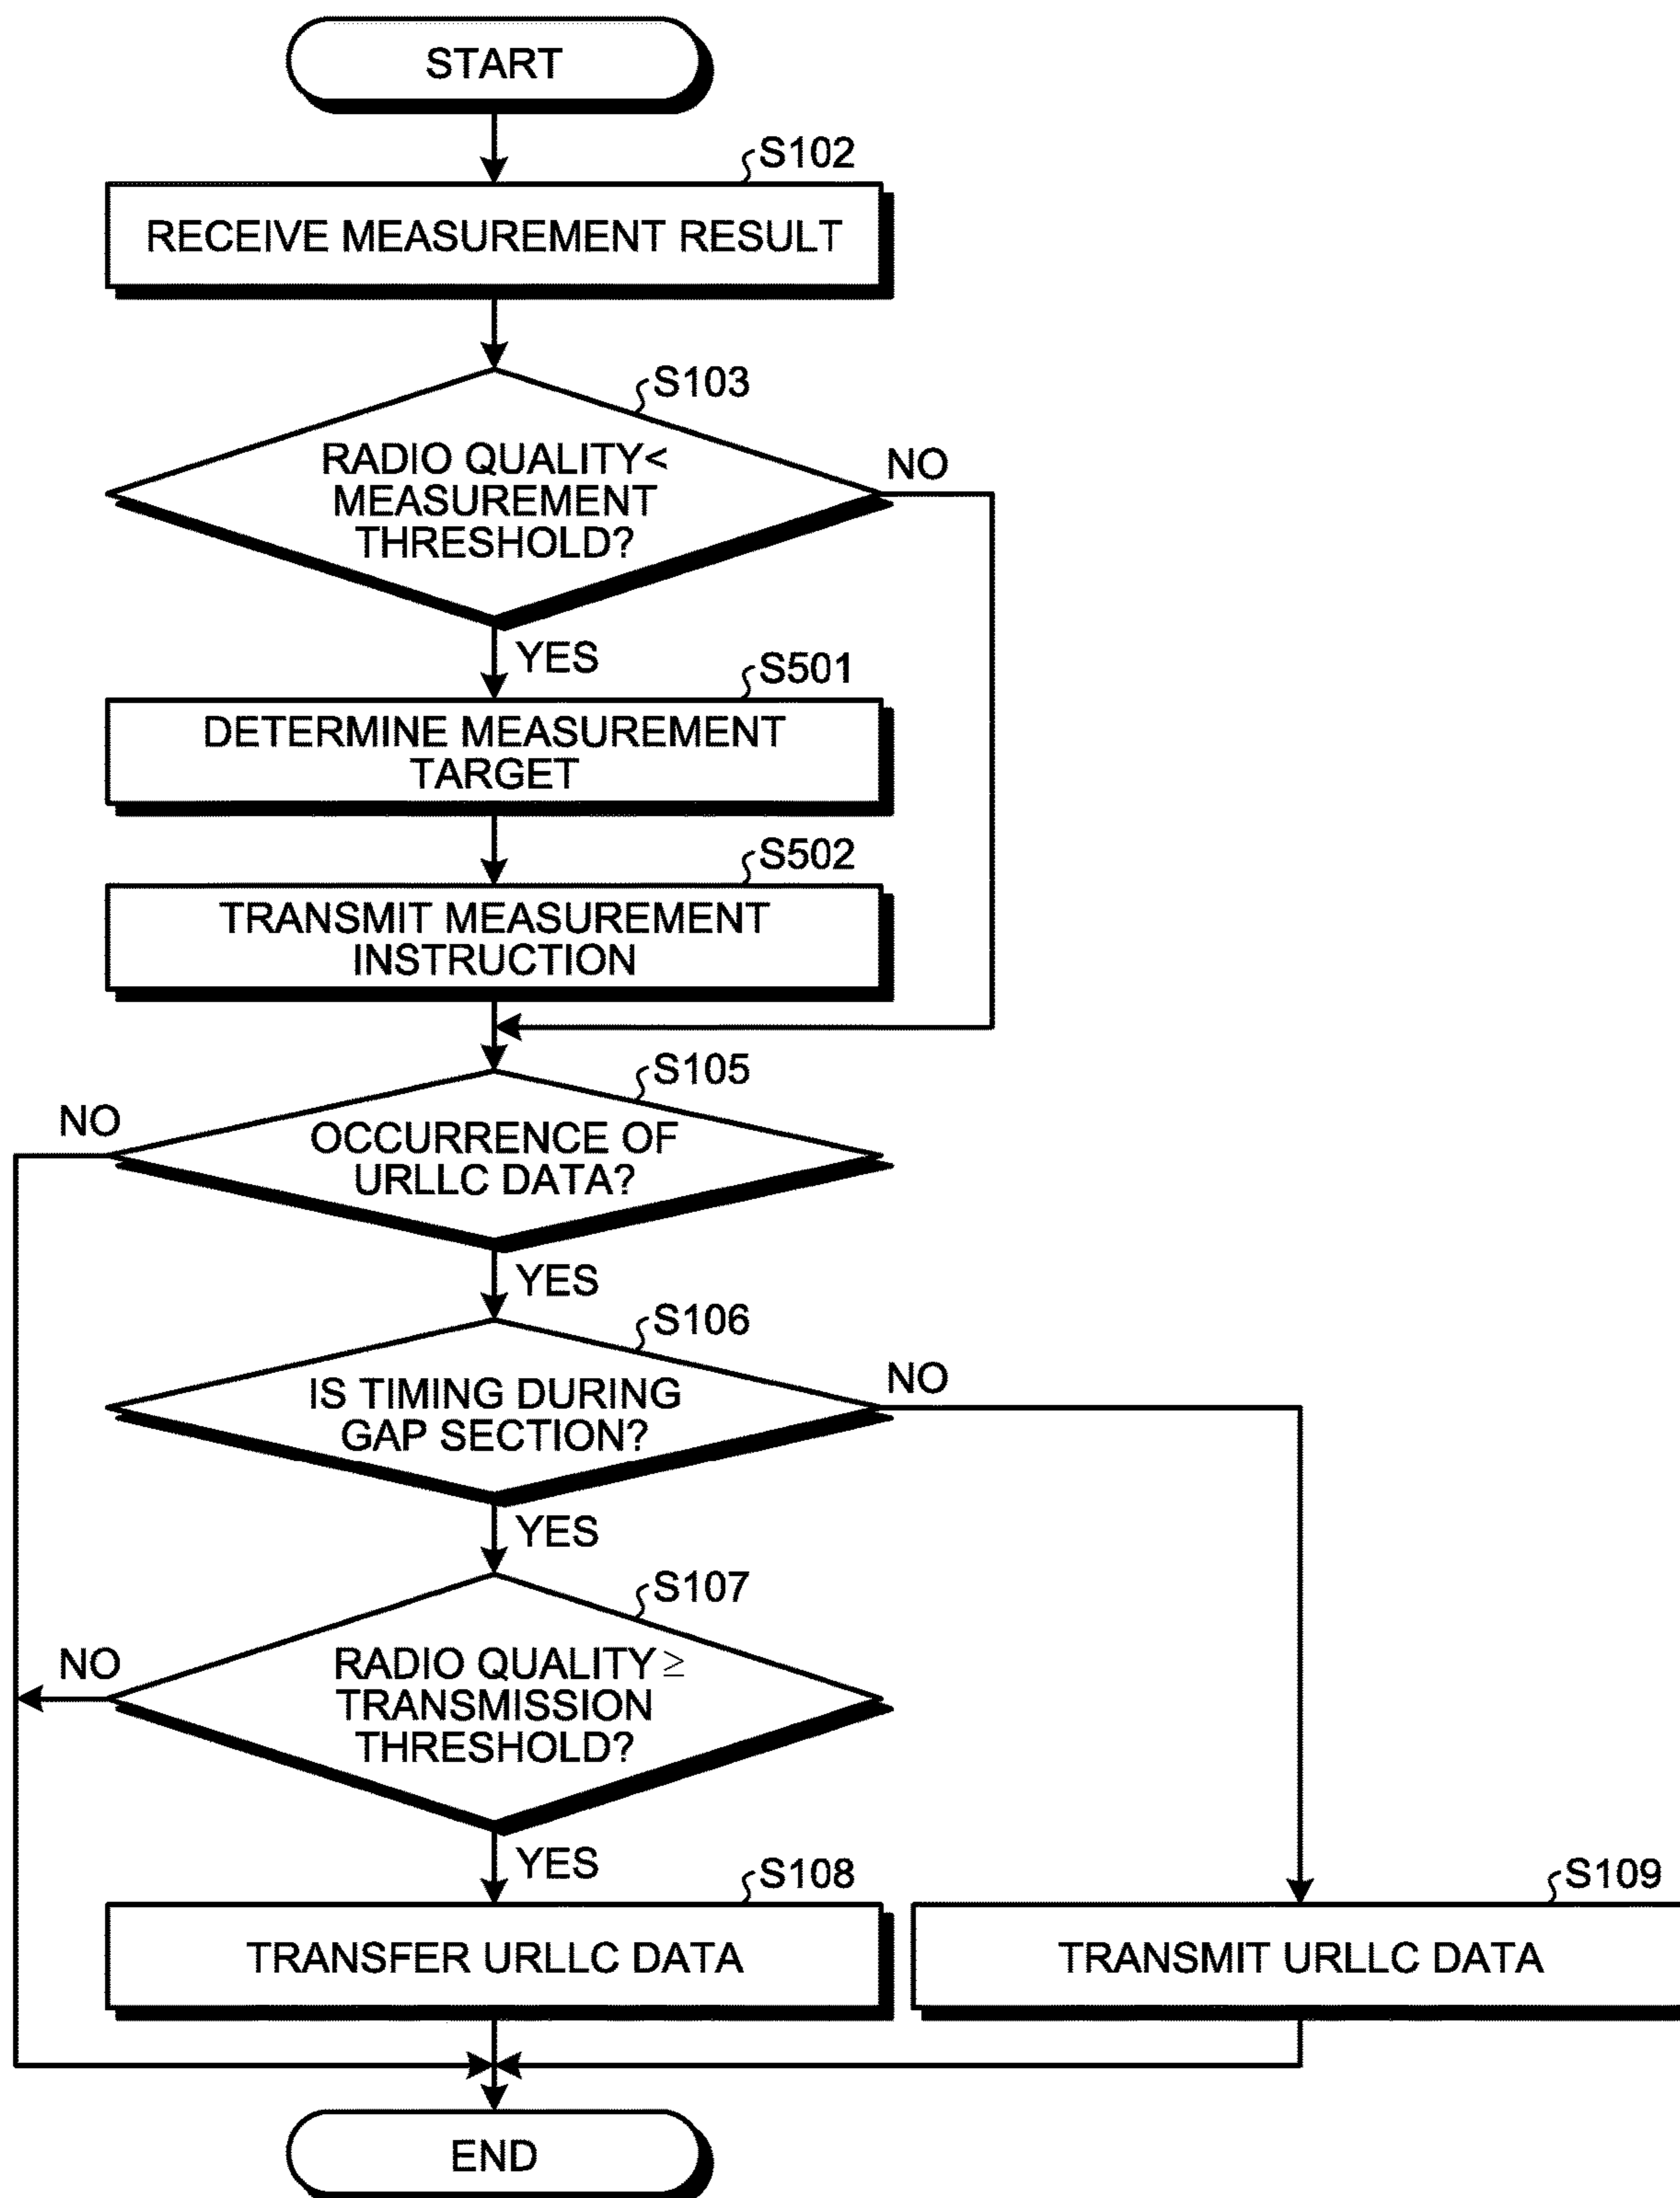 START
S102
RECEIVE MEASUREMENT RESULT
S103
RADIO QUALITY<
MEASUREMENT
THRESHOLD?
NO
YES
S501
DETERMINE MEASUREMENT
TARGET
S502
TRANSMIT MEASUREMENT
INSTRUCTION
S105
NO
OCCURRENCE OF
URLLC DATA?
YES
S106
IS TIMING DURING
GAP SECTION?
NO
YES
S107
NO
RADIO QUALITY ≥
TRANSMISSION
THRESHOLD?
YES
S108
TRANSFER URLLC DATA
S109
TRANSMIT URLLC DATA
END